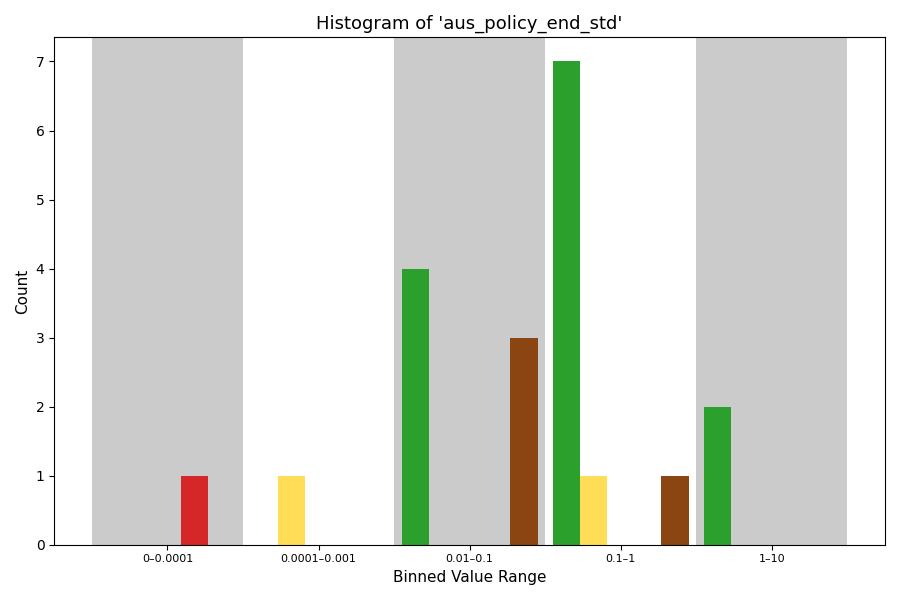 Histogram of 'aus_policy_end_std'
Count
7
6
5
4
3
2
1
0
0–0.0001 0.0001–0.001 0.01–0.1 0.1–1 1–10
Binned Value Range